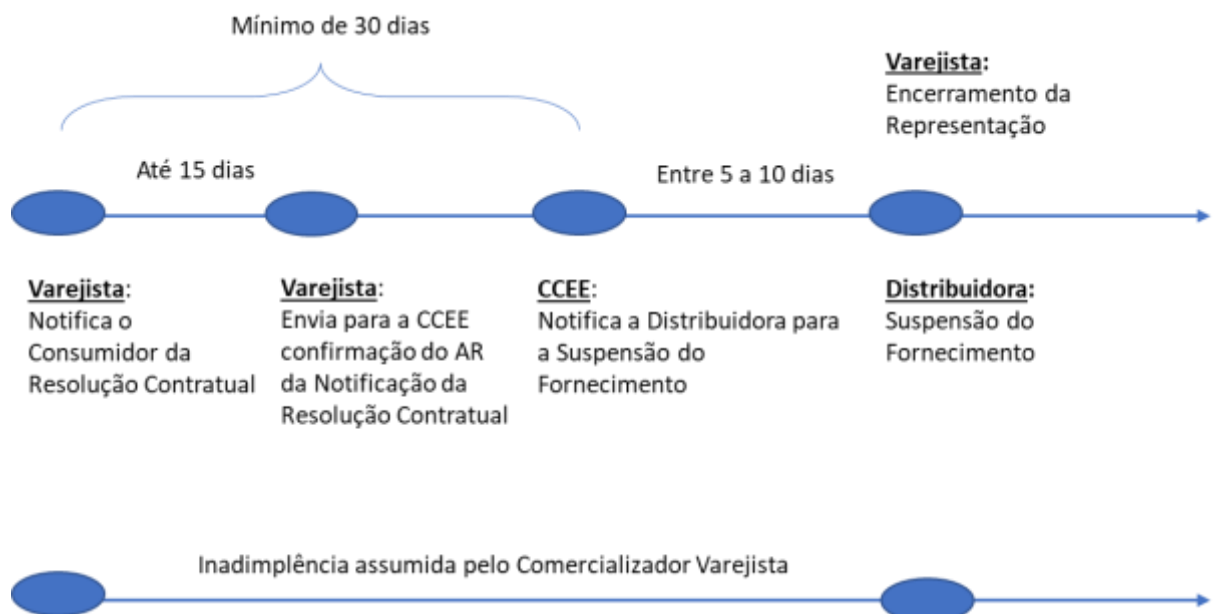 Mínimo de 30 dias
Varejista:
Encerramento da
Representação
Até 15 dias
Entre 5 a 10 dias
Varejista:
Notifica o
Consumidor da
Resolução Contratual
Varejista:
Envia para a CCEE
confirmação do AR
da Notificação da
Resolução Contratual
CCEE:
Notifica a Distribuidora para
a Suspensão do
Fornecimento
Distribuidora:
Suspensão do
Fornecimento
Inadimplência assumida pelo Comercializador Varejista